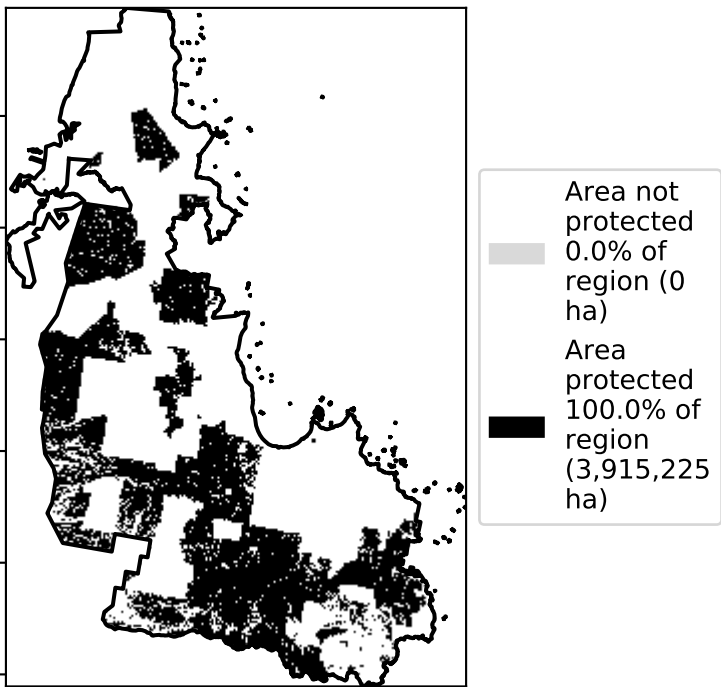 Area not
protected
0.0% of
region (0
ha)
Area
protected
100.0% of
region
(3,915,225
ha)